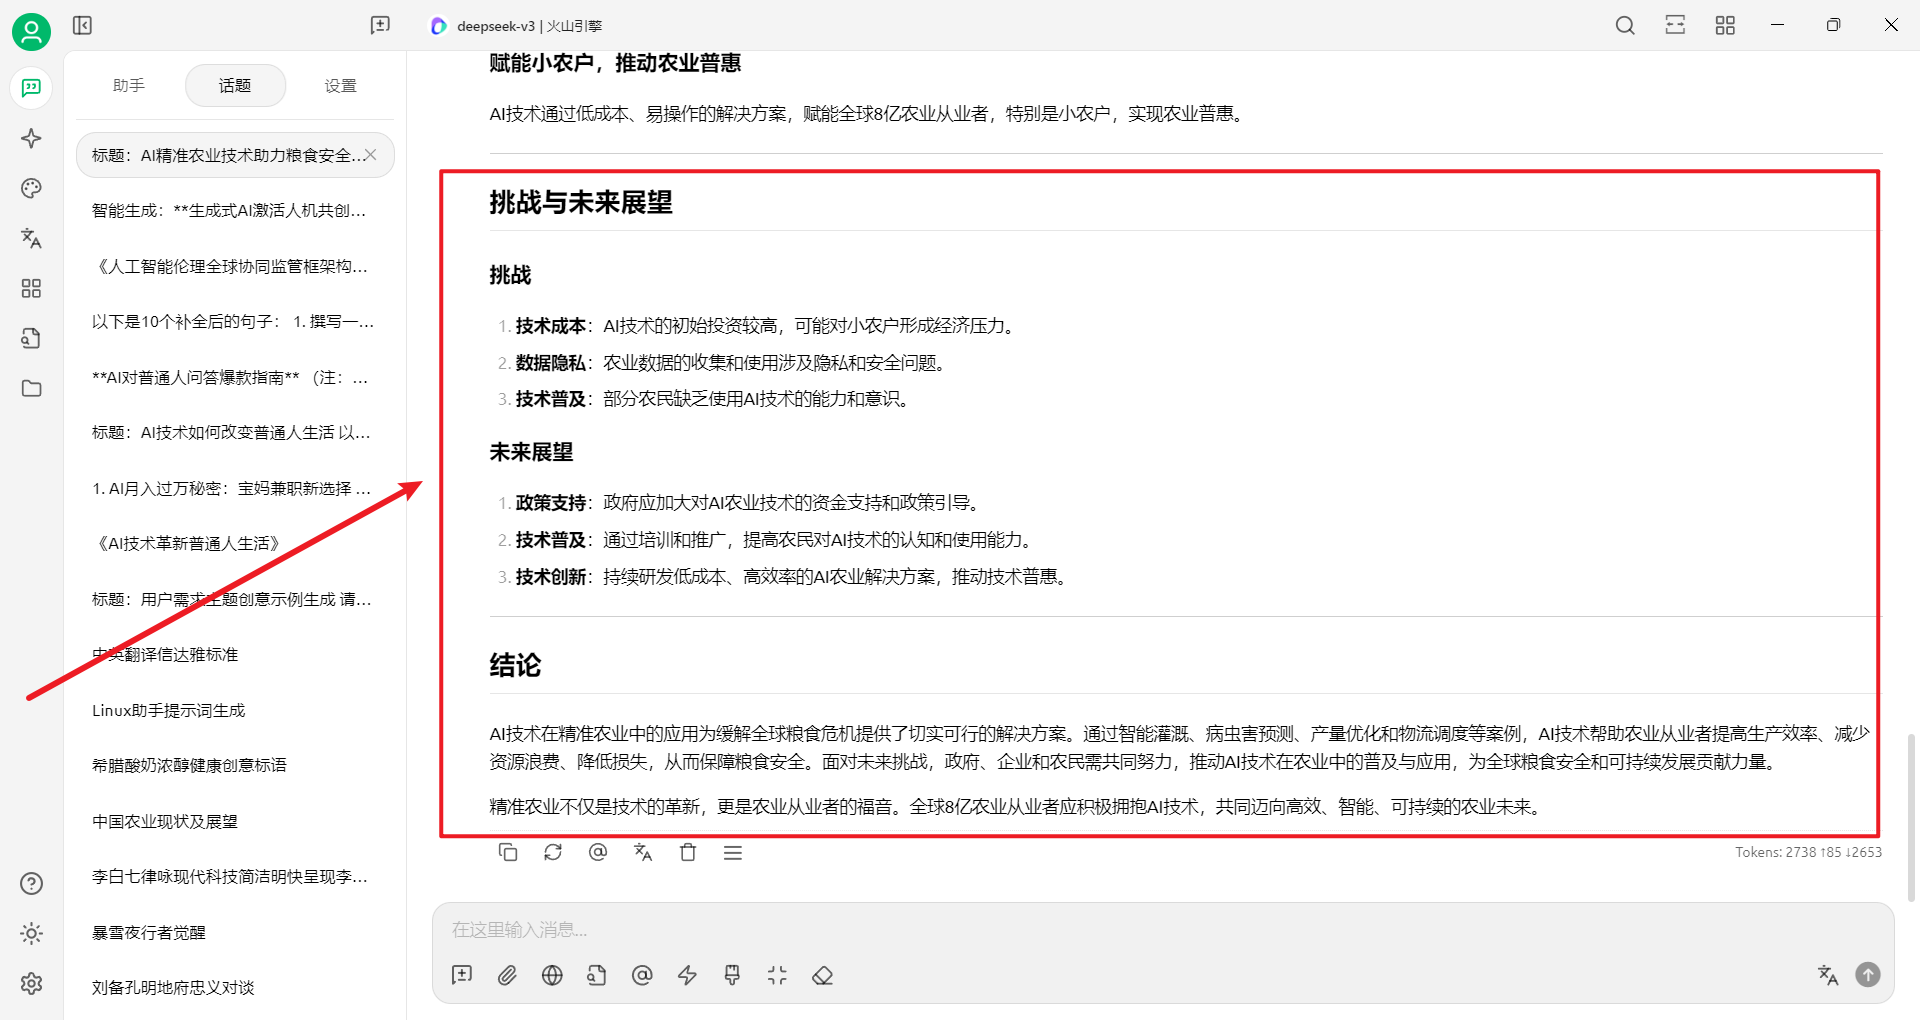 deepseek-v3 | 火山引擎
助手
话题
设置
标题：AI精准农业技术助力粮食安全...
智能生成：**生成式AI激活人机共创...
《人工智能伦理全球协同监管框架构...
以下是10个补全后的句子： 1. 撰写一...
**AI对普通人问答爆款指南** （注：...
标题：AI技术如何改变普通人生活 以...
1. AI月入过万秘密：宝妈兼职新选择 ...
《AI技术革新普通人生活》
标题：用户需求主题创意示例生成 请...
中英翻译信达雅标准
Linux助手提示词生成
希腊酸奶浓醇健康创意标语
中国农业现状及展望
李白七律咏现代科技简洁明快呈现李...
暴雪夜行者觉醒
刘备孔明地府忠义对谈
赋能小农户，推动农业普惠
AI技术通过低成本、易操作的解决方案，赋能全球8亿农业从业者，特别是小农户，实现农业普惠。
挑战与未来展望
挑战
1. 技术成本：AI技术的初始投资较高，可能对小农户形成经济压力。
2. 数据隐私：农业数据的收集和使用涉及隐私和安全问题。
3. 技术普及：部分农民缺乏使用AI技术的能力和意识。
未来展望
1. 政策支持：政府应加大对AI农业技术的资金支持和政策引导。
2. 技术普及：通过培训和推广，提高农民对AI技术的认知和使用能力。
3. 技术创新：持续研发低成本、高效率的AI农业解决方案，推动技术普惠。
结论
AI技术在精准农业中的应用为缓解全球粮食危机提供了切实可行的解决方案。通过智能灌溉、病虫害预测、产量优化和物流调度等案例，AI技术帮助农业从业者提高生产效率、减少
资源浪费、降低损失，从而保障粮食安全。面对未来挑战，政府、企业和农民需共同努力，推动AI技术在农业中的普及与应用，为全球粮食安全和可持续发展贡献力量。
精准农业不仅是技术的革新，更是农业从业者的福音。全球8亿农业从业者应积极拥抱AI技术，共同迈向高效、智能、可持续的农业未来。
Tokens: 2738 ↑85 ↓2653
在这里输入消息...